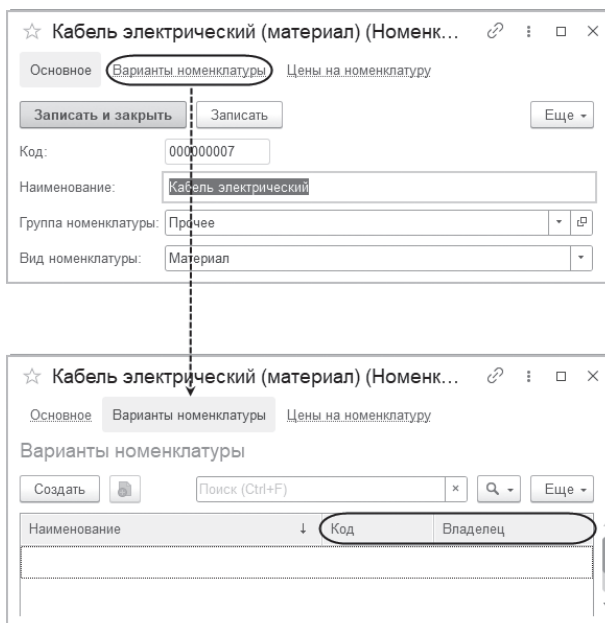 Кабель электрический (материал) (Номенк...
Основное Варианты номенклатуры Цены на номенклатуру
Записать и закрыть Записать Еще
Код: 000000007
Наименование: Кабель электрический
Группа номенклатуры: Прочее
Вид номенклатуры: Материал
Кабель электрический (материал) (Номенк...
Основное Варианты номенклатуры Цены на номенклатуру
Варианты номенклатуры
Создать Поиск (Ctrl+F) × Еще
Наименование ↓ Код Владелец